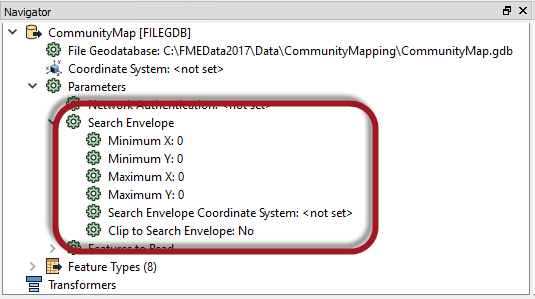 Navigator
CommunityMap [FILEGDB]
File Geodatabase: C:\FMEData2017\Data\CommunityMapping\CommunityMap.gdb
Coordinate System: <not set>
Parameters
Network Authentication: <not set>
Search Envelope
Minimum X: 0
Minimum Y: 0
Maximum X: 0
Maximum Y: 0
Search Envelope Coordinate System: <not set>
Clip to Search Envelope: No
Features to Read
Feature Types (8)
Transformers